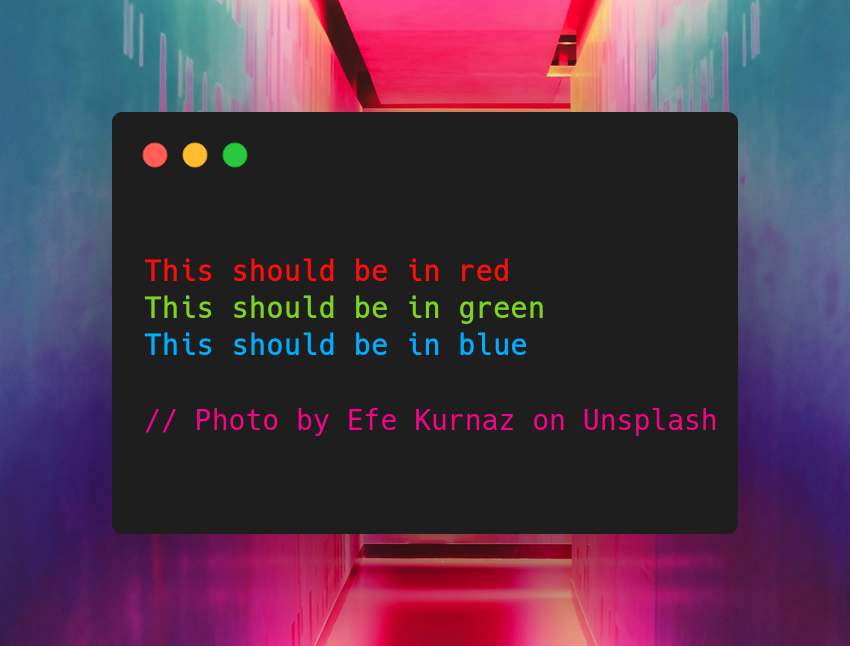 This should be in red
This should be in green
This should be in blue
// Photo by Efe Kurnaz on Unsplash